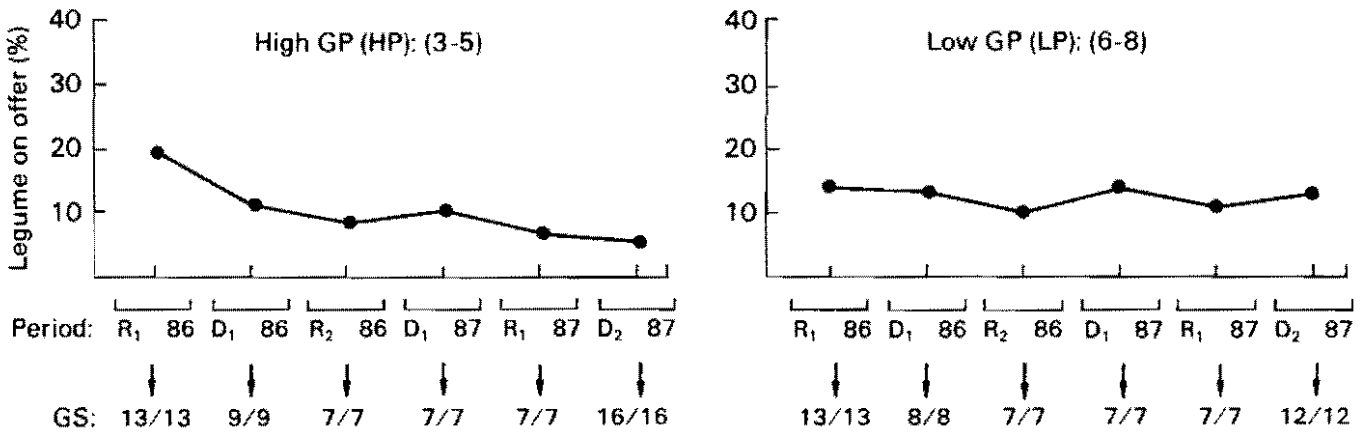 Legume on offer (%)
40
30
20
10
High GP (HP): (3-5)
40
30
20
10
Low GP (LP): (6-8)
Period: R₁ 86 D₁ 86 R₂ 86 D₁ 87 R₁ 87 D₂ 87
R₁ 86 D₁ 86 R₂ 86 D₁ 87 R₁ 87 D₂ 87
GS: 13/13 9/9 7/7 7/7 7/7 16/16
13/13 8/8 7/7 7/7 7/7 12/12